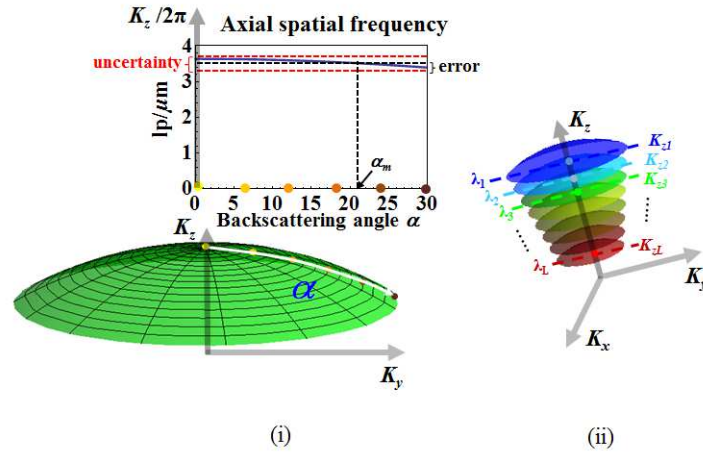 K_z /2π
Axial spatial frequency
4
uncertainty
error
3
lp/μm
2
1
α_m
0
0 5 10 15 20 25 30
Backscattering angle α
K_z
α
K_y
(i)
K_z
λ_1
K_z1
λ_2
K_z2
λ_3
K_z3
λ_L
K_zL
K_y
K_x
(ii)